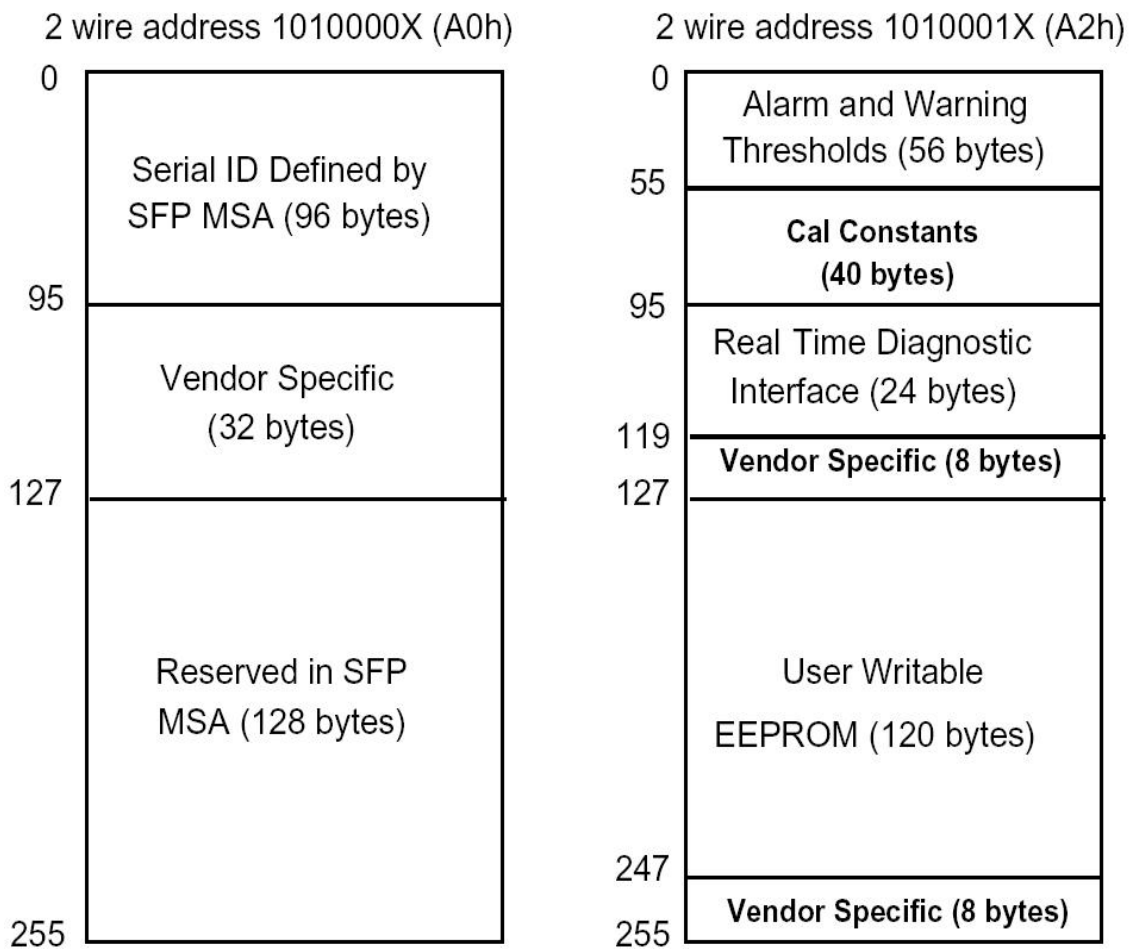 2 wire address 1010000X (A0h)
0
Serial ID Defined by
SFP MSA (96 bytes)
95
Vendor Specific
(32 bytes)
127
Reserved in SFP
MSA (128 bytes)
255
2 wire address 1010001X (A2h)
0
Alarm and Warning
Thresholds (56 bytes)
55
Cal Constants
(40 bytes)
95
Real Time Diagnostic
Interface (24 bytes)
119
Vendor Specific (8 bytes)
127
User Writable
EEPROM (120 bytes)
247
Vendor Specific (8 bytes)
255